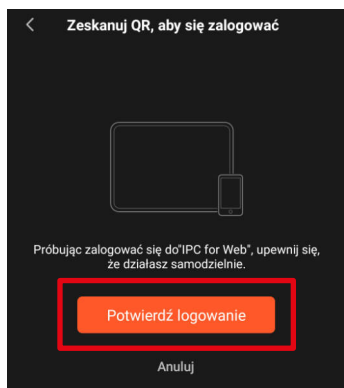 Zeskanuj QR, aby się zalogować
Próbując zalogować się do"IPC for Web", upewnij się,
że działasz samodzielnie.
Potwierdź logowanie
Anuluj